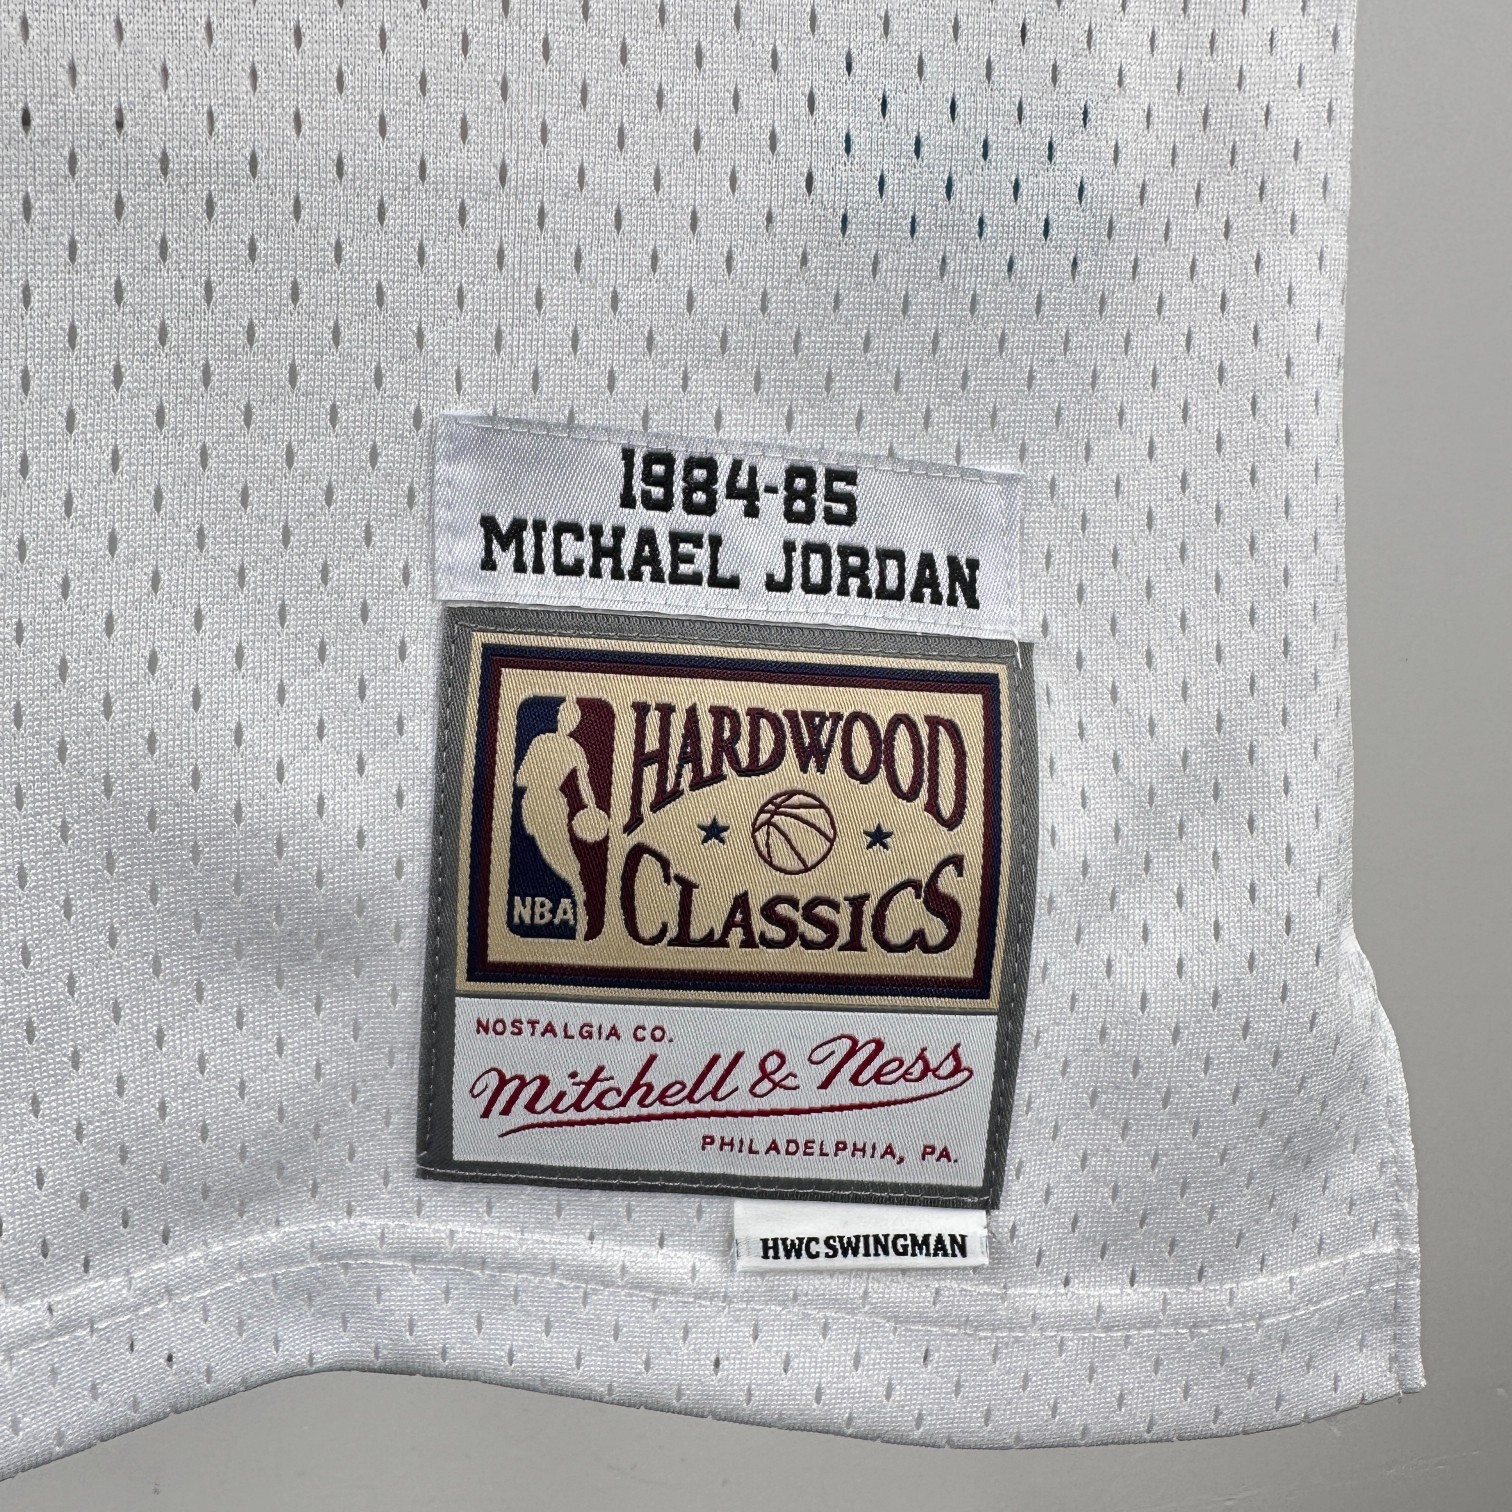 1984-85
MICHAEL JORDAN
HARDWOOD
CLASSICS
NBA
NOSTALGIA CO.
Mitchell & Ness
PHILADELPHIA, PA.
HWC SWINGMAN